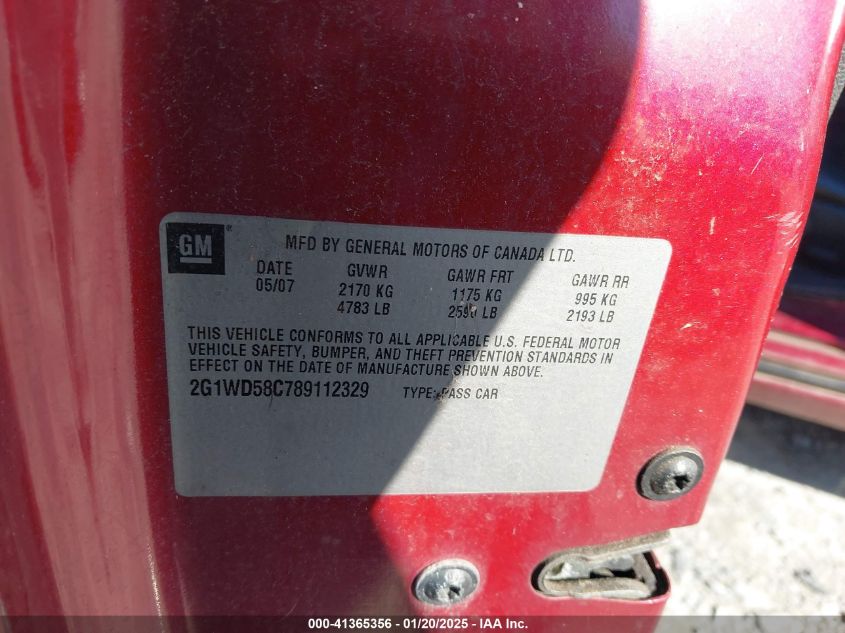 GM ® MFD BY GENERAL MOTORS OF CANADA LTD.
DATE GVWR GAWR FRT GAWR RR
05/07 2170 KG 1175 KG 995 KG
4783 LB 2590 LB 2193 LB
THIS VEHICLE CONFORMS TO ALL APPLICABLE U.S. FEDERAL MOTOR
VEHICLE SAFETY, BUMPER, AND THEFT PREVENTION STANDARDS IN
EFFECT ON THE DATE OF MANUFACTURE SHOWN ABOVE.
2G1WD58C789112329 TYPE: PASS CAR
000-41365356 - 01/20/2025 - IAA Inc.